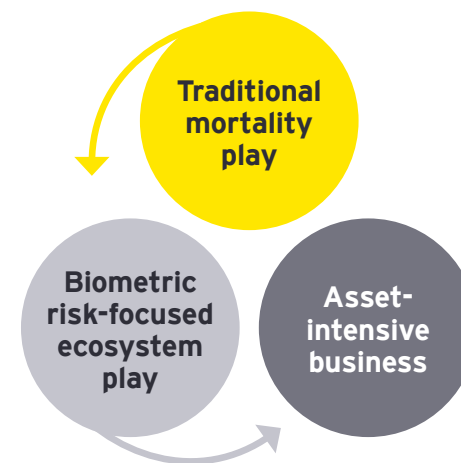 Traditional
mortality
play
Biometric
risk-focused
ecosystem
play
Asset-
intensive
business